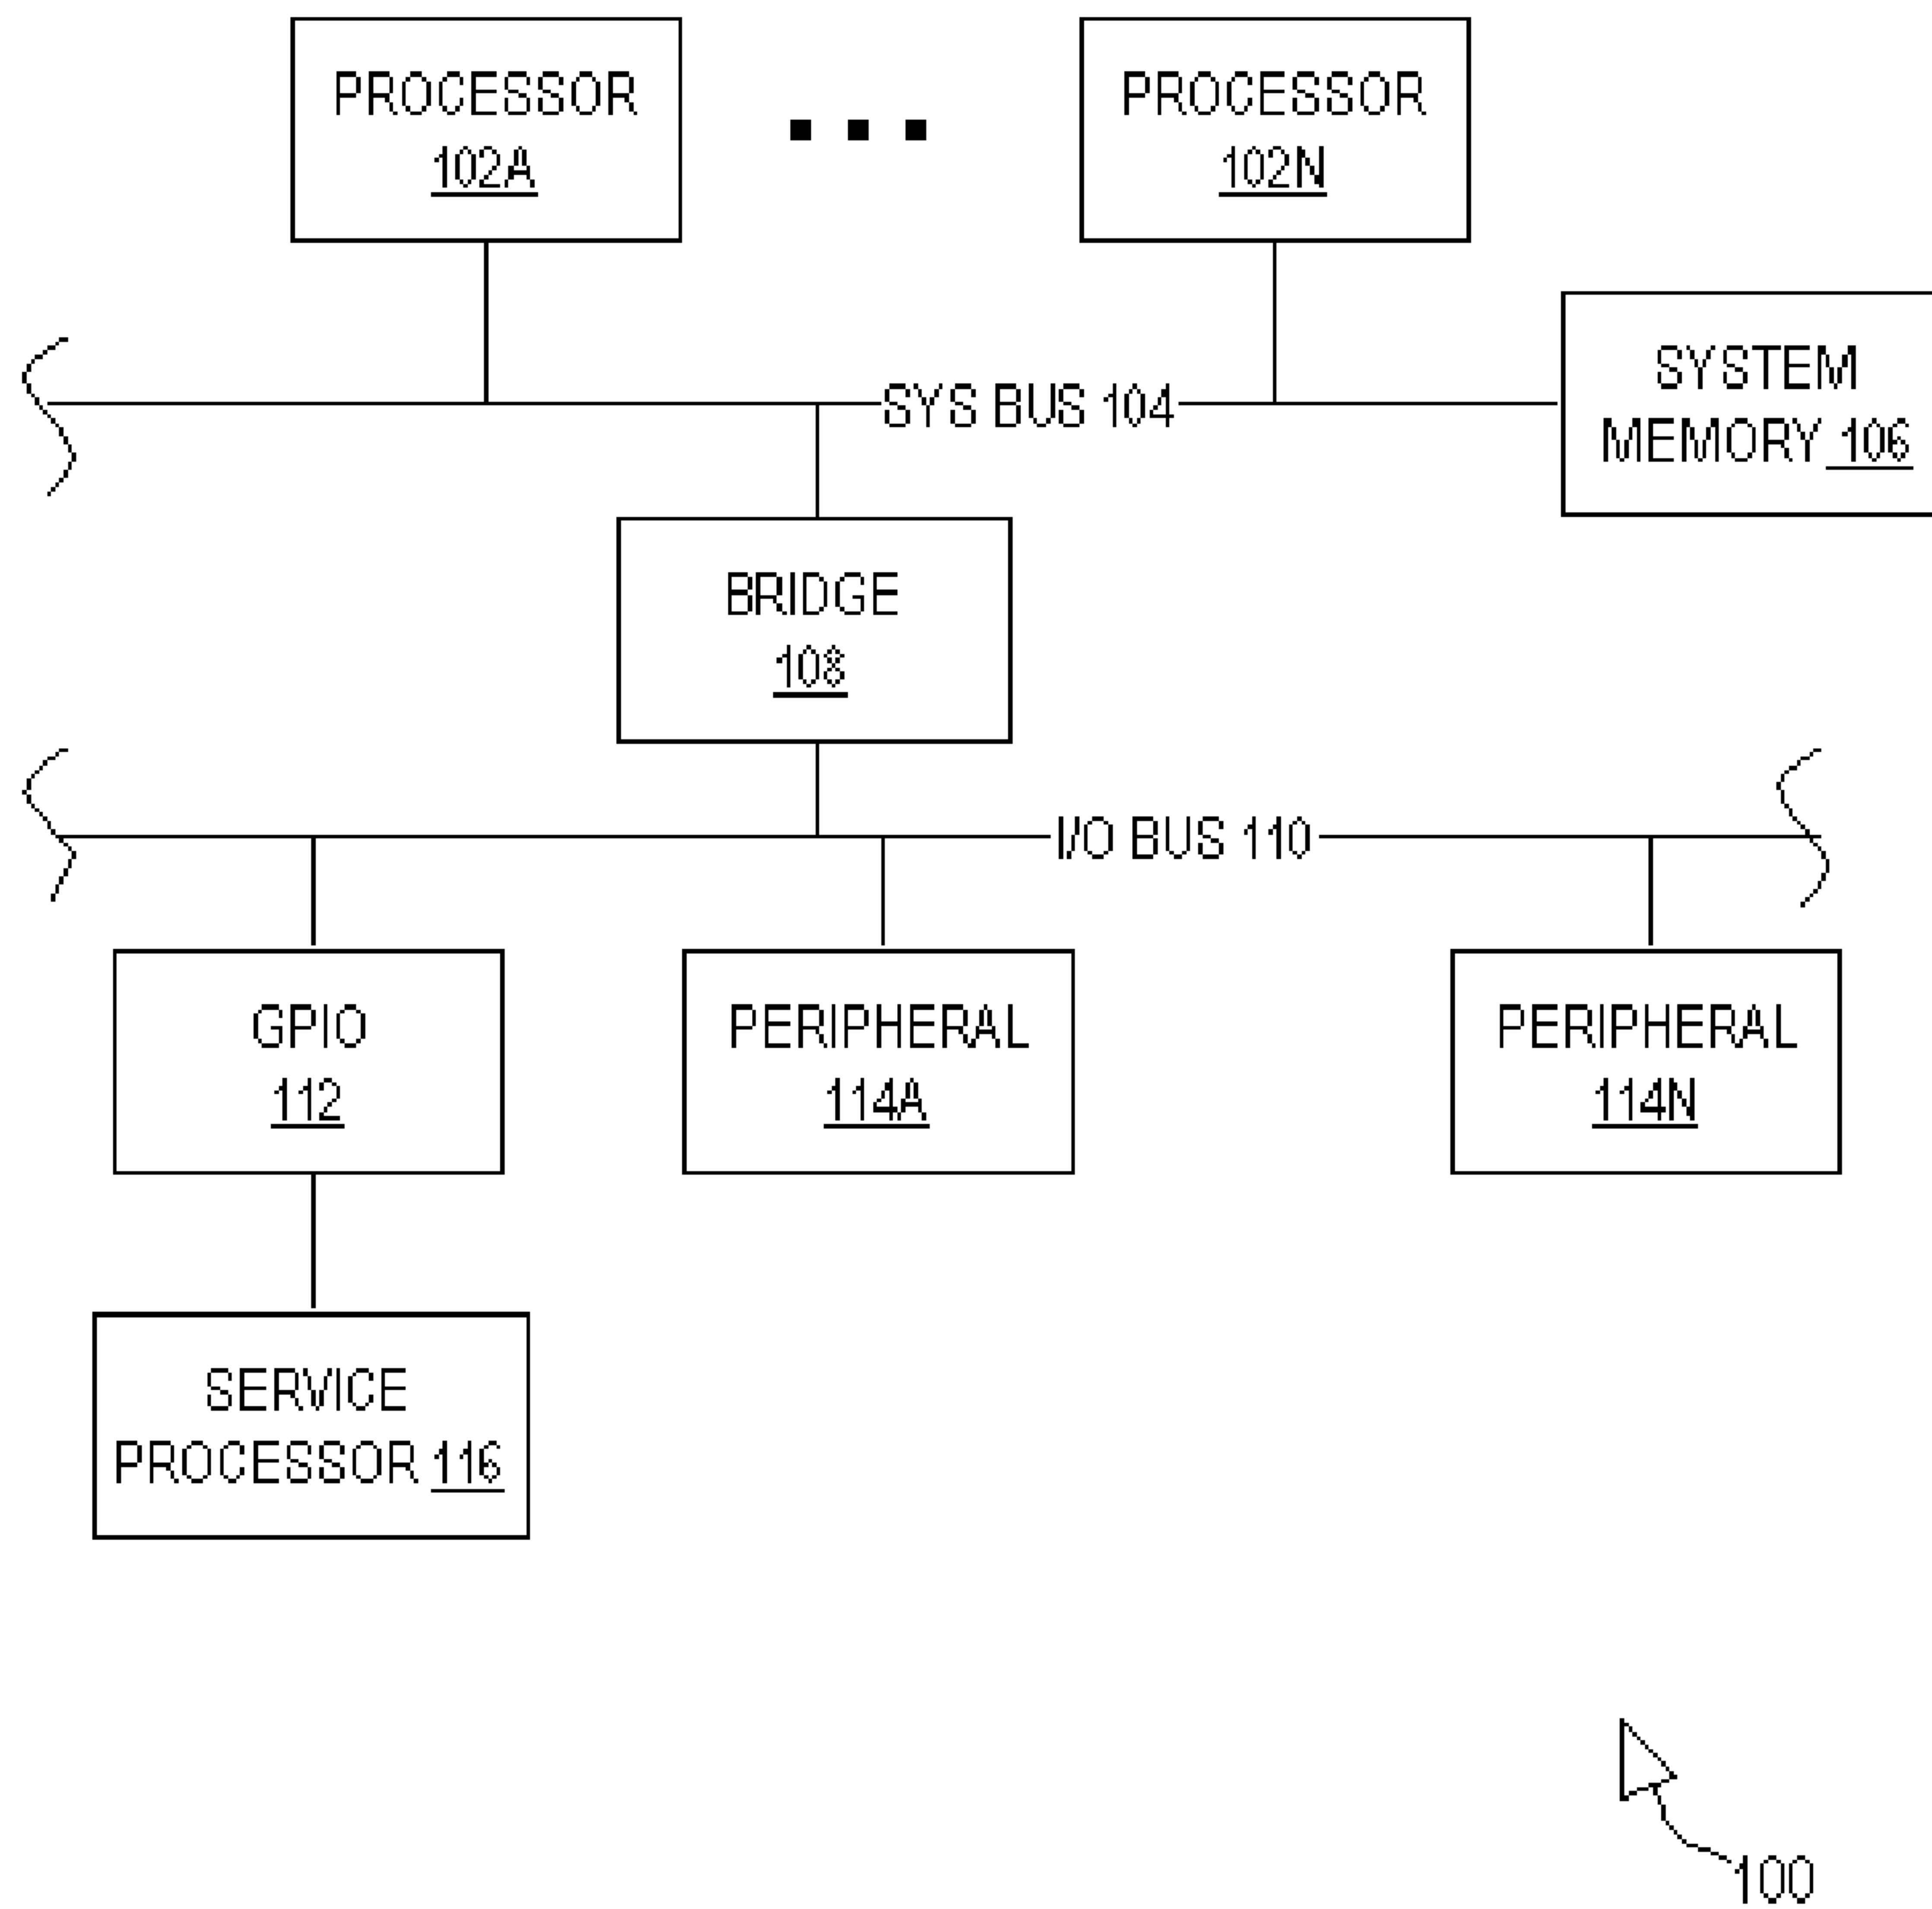 PROCESSOR
102A
PROCESSOR
102N
SYS BUS 104
SYSTEM
MEMORY 106
BRIDGE
108
I/O BUS 110
GPIO
112
PERIPHERAL
114A
PERIPHERAL
114N
SERVICE
PROCESSOR 116
100